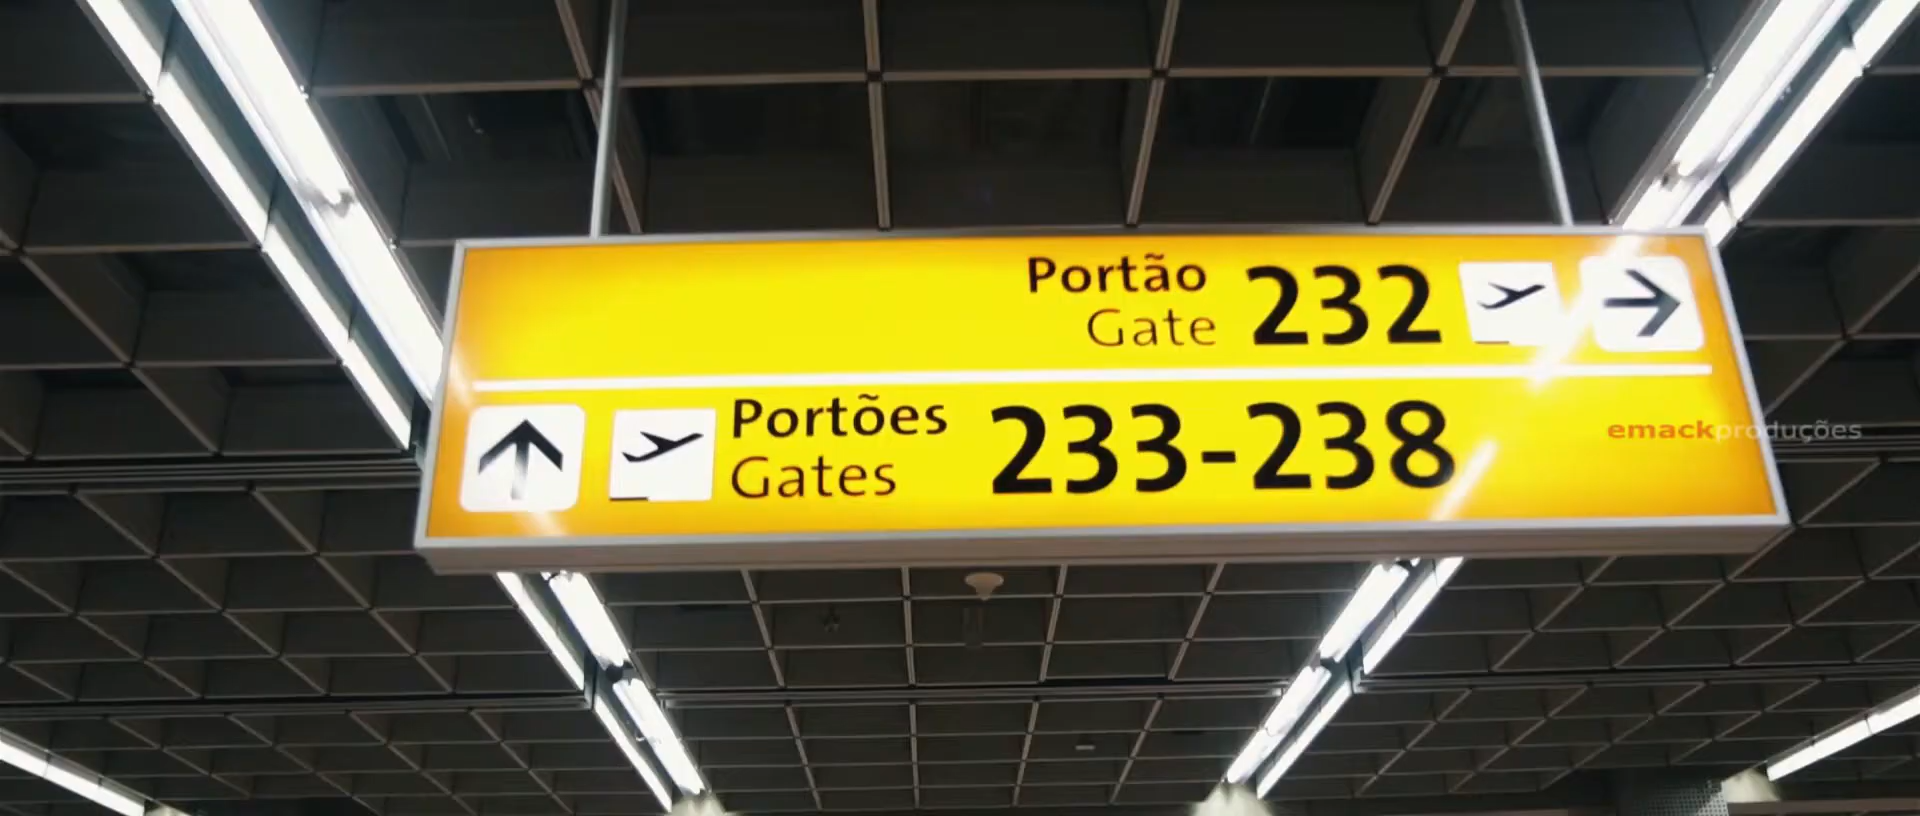 Portão
Gate 232
Portões
Gates 233-238
emackproduções